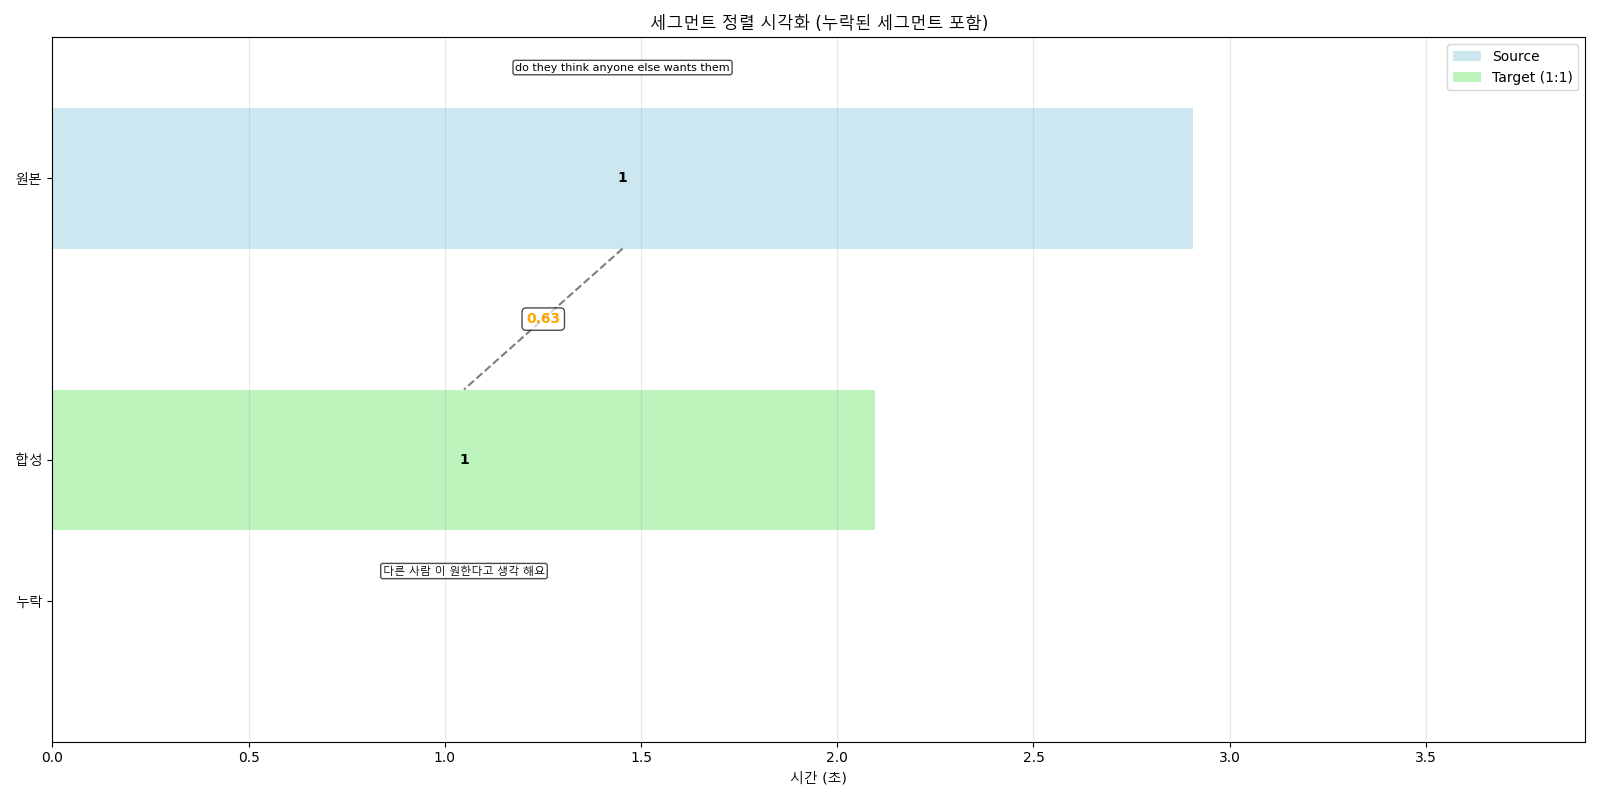 세그먼트 정렬 시각화 (누락된 세그먼트 포함)
do they think anyone else wants them
Source
Target (1:1)
원본
1
0.63
합성
1
다른 사람 이 원한다고 생각 해요
누락
0.0 0.5 1.0 1.5 2.0 2.5 3.0 3.5
시간 (초)